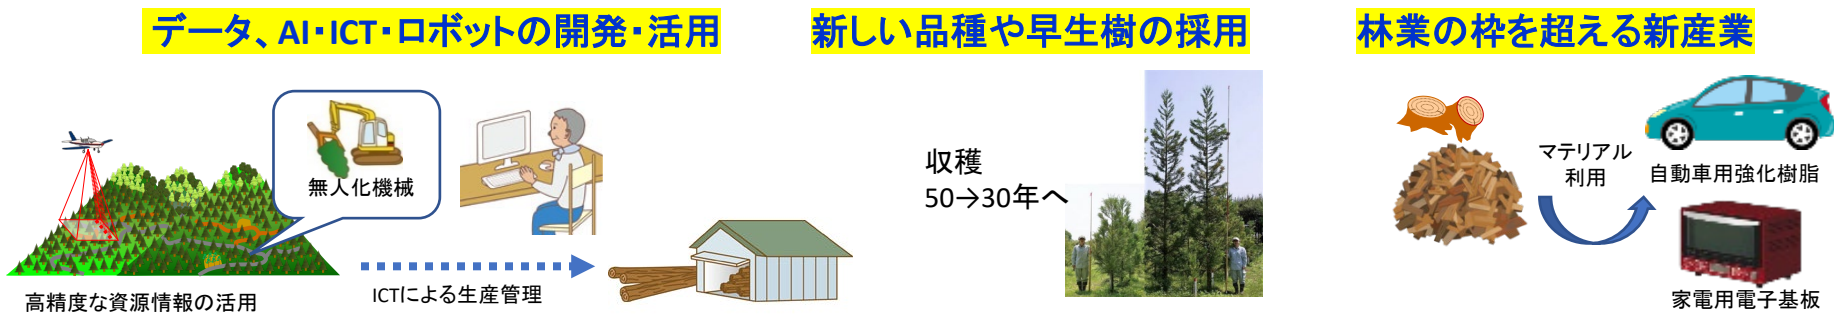 データ、AI・ICT・ロボットの開発・活用
無人化機械
高精度な資源情報の活用
ICTによる生産管理
新しい品種や早生樹の採用
収穫
50→30年へ
林業の枠を超える新産業
マテリアル
利用
自動車用強化樹脂
家電用電子基板